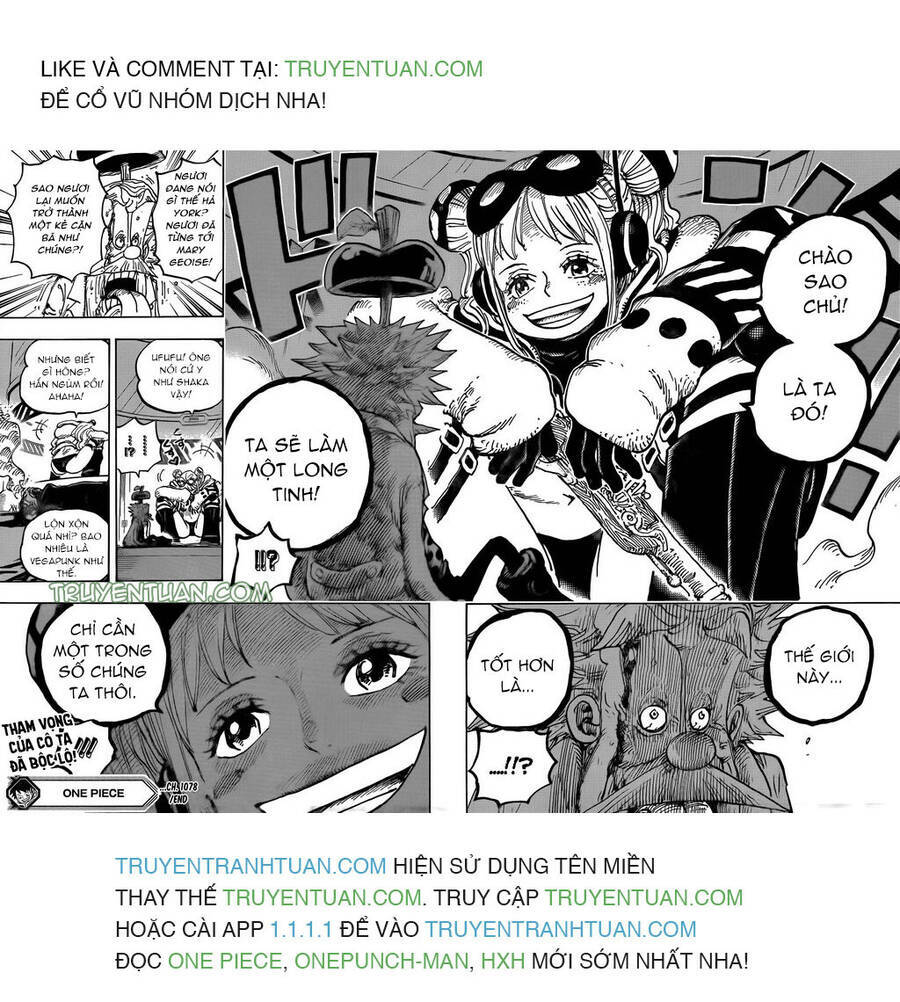 LIKE VÀ COMMENT TẠI: TRUYENTUAN.COM
ĐỂ CỔ VŨ NHÓM DỊCH NHA!
CHÀO
SAO
CHỦ!
LÀ TA
ĐÓ!
TA SẼ LÀM
MỘT LONG
TINH!
!!?
NGƯƠI
ĐANG NÓI
GÌ THẾ HẢ
YORK?
NGƯƠI ĐÃ
TỪNG TỚI
MARY
GEOISE!
SAO NGƯƠI
LẠI MUỐN
TRỞ THÀNH
MỘT KẺ CẶN
BÃ NHƯ
CHÚNG?!
UFUFU! ÔNG
NÓI CỨ Y
NHƯ SHAKA
VẬY!
!?
NHƯNG BIẾT
GÌ HÔNG?
HẮN NGỦM RỒI!
AHAHA!
LỘN XỘN
QUÁ NHỈ? BAO
NHIÊU LÀ
VEGAPUNK NHƯ
THẾ.
TRUYENTUAN.COM
THẾ GIỚI
NÀY...
TỐT HƠN
LÀ...
.....!!?
CHỈ CẦN
MỘT TRONG
SỐ CHÚNG
TA THÔI.
THAM VỌNG
CỦA CÔ TA
ĐÃ BỘC LỘ!!!
ONE PIECE
...CH. 1078
/END
TRUYENTRANHTUAN.COM HIỆN SỬ DỤNG TÊN MIỀN
THAY THẾ TRUYENTUAN.COM. TRUY CẬP TRUYENTUAN.COM
HOẶC CÀI APP 1.1.1.1 ĐỂ VÀO TRUYENTRANHTUAN.COM
ĐỌC ONE PIECE, ONEPUNCH-MAN, HXH MỚI SỚM NHẤT NHA!